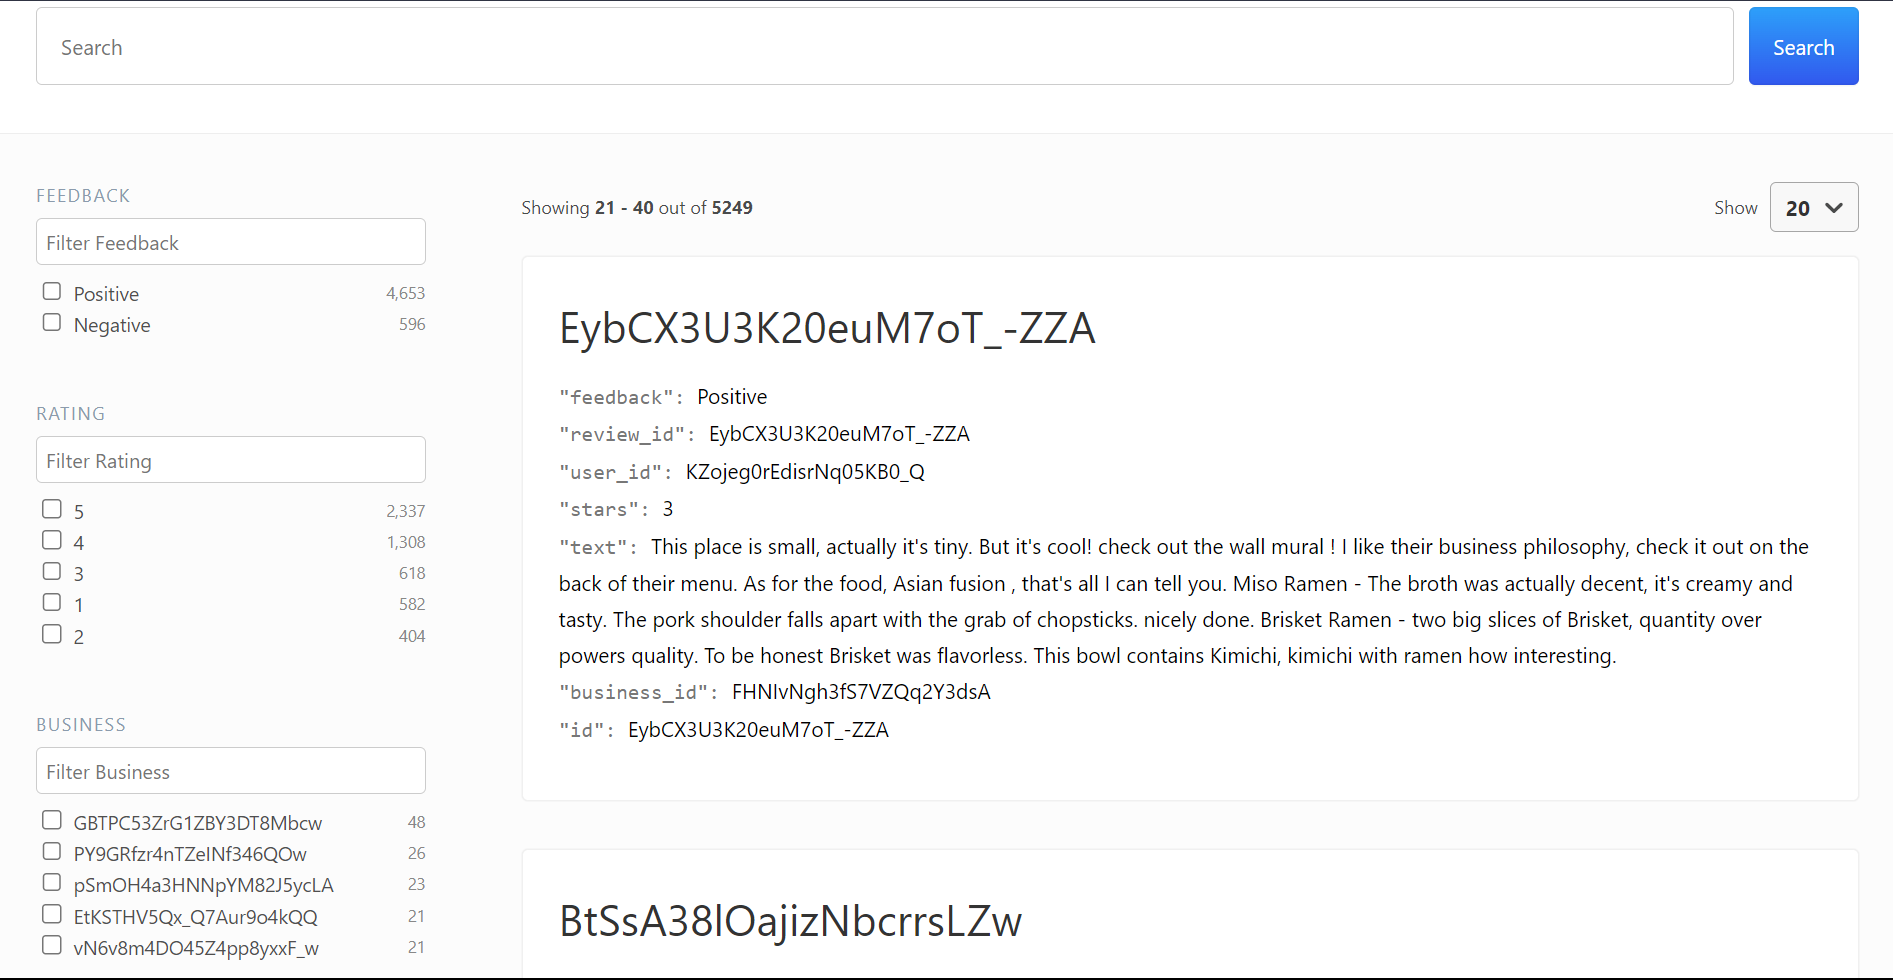 Search
Search
FEEDBACK
Filter Feedback
Positive 4,653
Negative 596
RATING
Filter Rating
5 2,337
4 1,308
3 618
1 582
2 404
BUSINESS
Filter Business
GBTPC53ZrG1ZBY3DT8Mbcw 48
PY9GRfzr4nTZeINf346QOw 26
pSmOH4a3HNNpYM82J5ycLA 23
EtKSTHV5Qx_Q7Aur9o4kQQ 21
vN6v8m4DO45Z4pp8yxxF_w 21
Showing 21 - 40 out of 5249
Show 20
EybCX3U3K20euM7oT_-ZZA
"feedback": Positive
"review_id": EybCX3U3K20euM7oT_-ZZA
"user_id": KZojeg0rEdisrNq05KB0_Q
"stars": 3
"text": This place is small, actually it's tiny. But it's cool! check out the wall mural ! I like their business philosophy, check it out on the
back of their menu. As for the food, Asian fusion , that's all I can tell you. Miso Ramen - The broth was actually decent, it's creamy and
tasty. The pork shoulder falls apart with the grab of chopsticks. nicely done. Brisket Ramen - two big slices of Brisket, quantity over
powers quality. To be honest Brisket was flavorless. This bowl contains Kimichi, kimichi with ramen how interesting.
"business_id": FHNIvNgh3fS7VZQq2Y3dsA
"id": EybCX3U3K20euM7oT_-ZZA
BtSsA38lOajizNbcrrsLZw